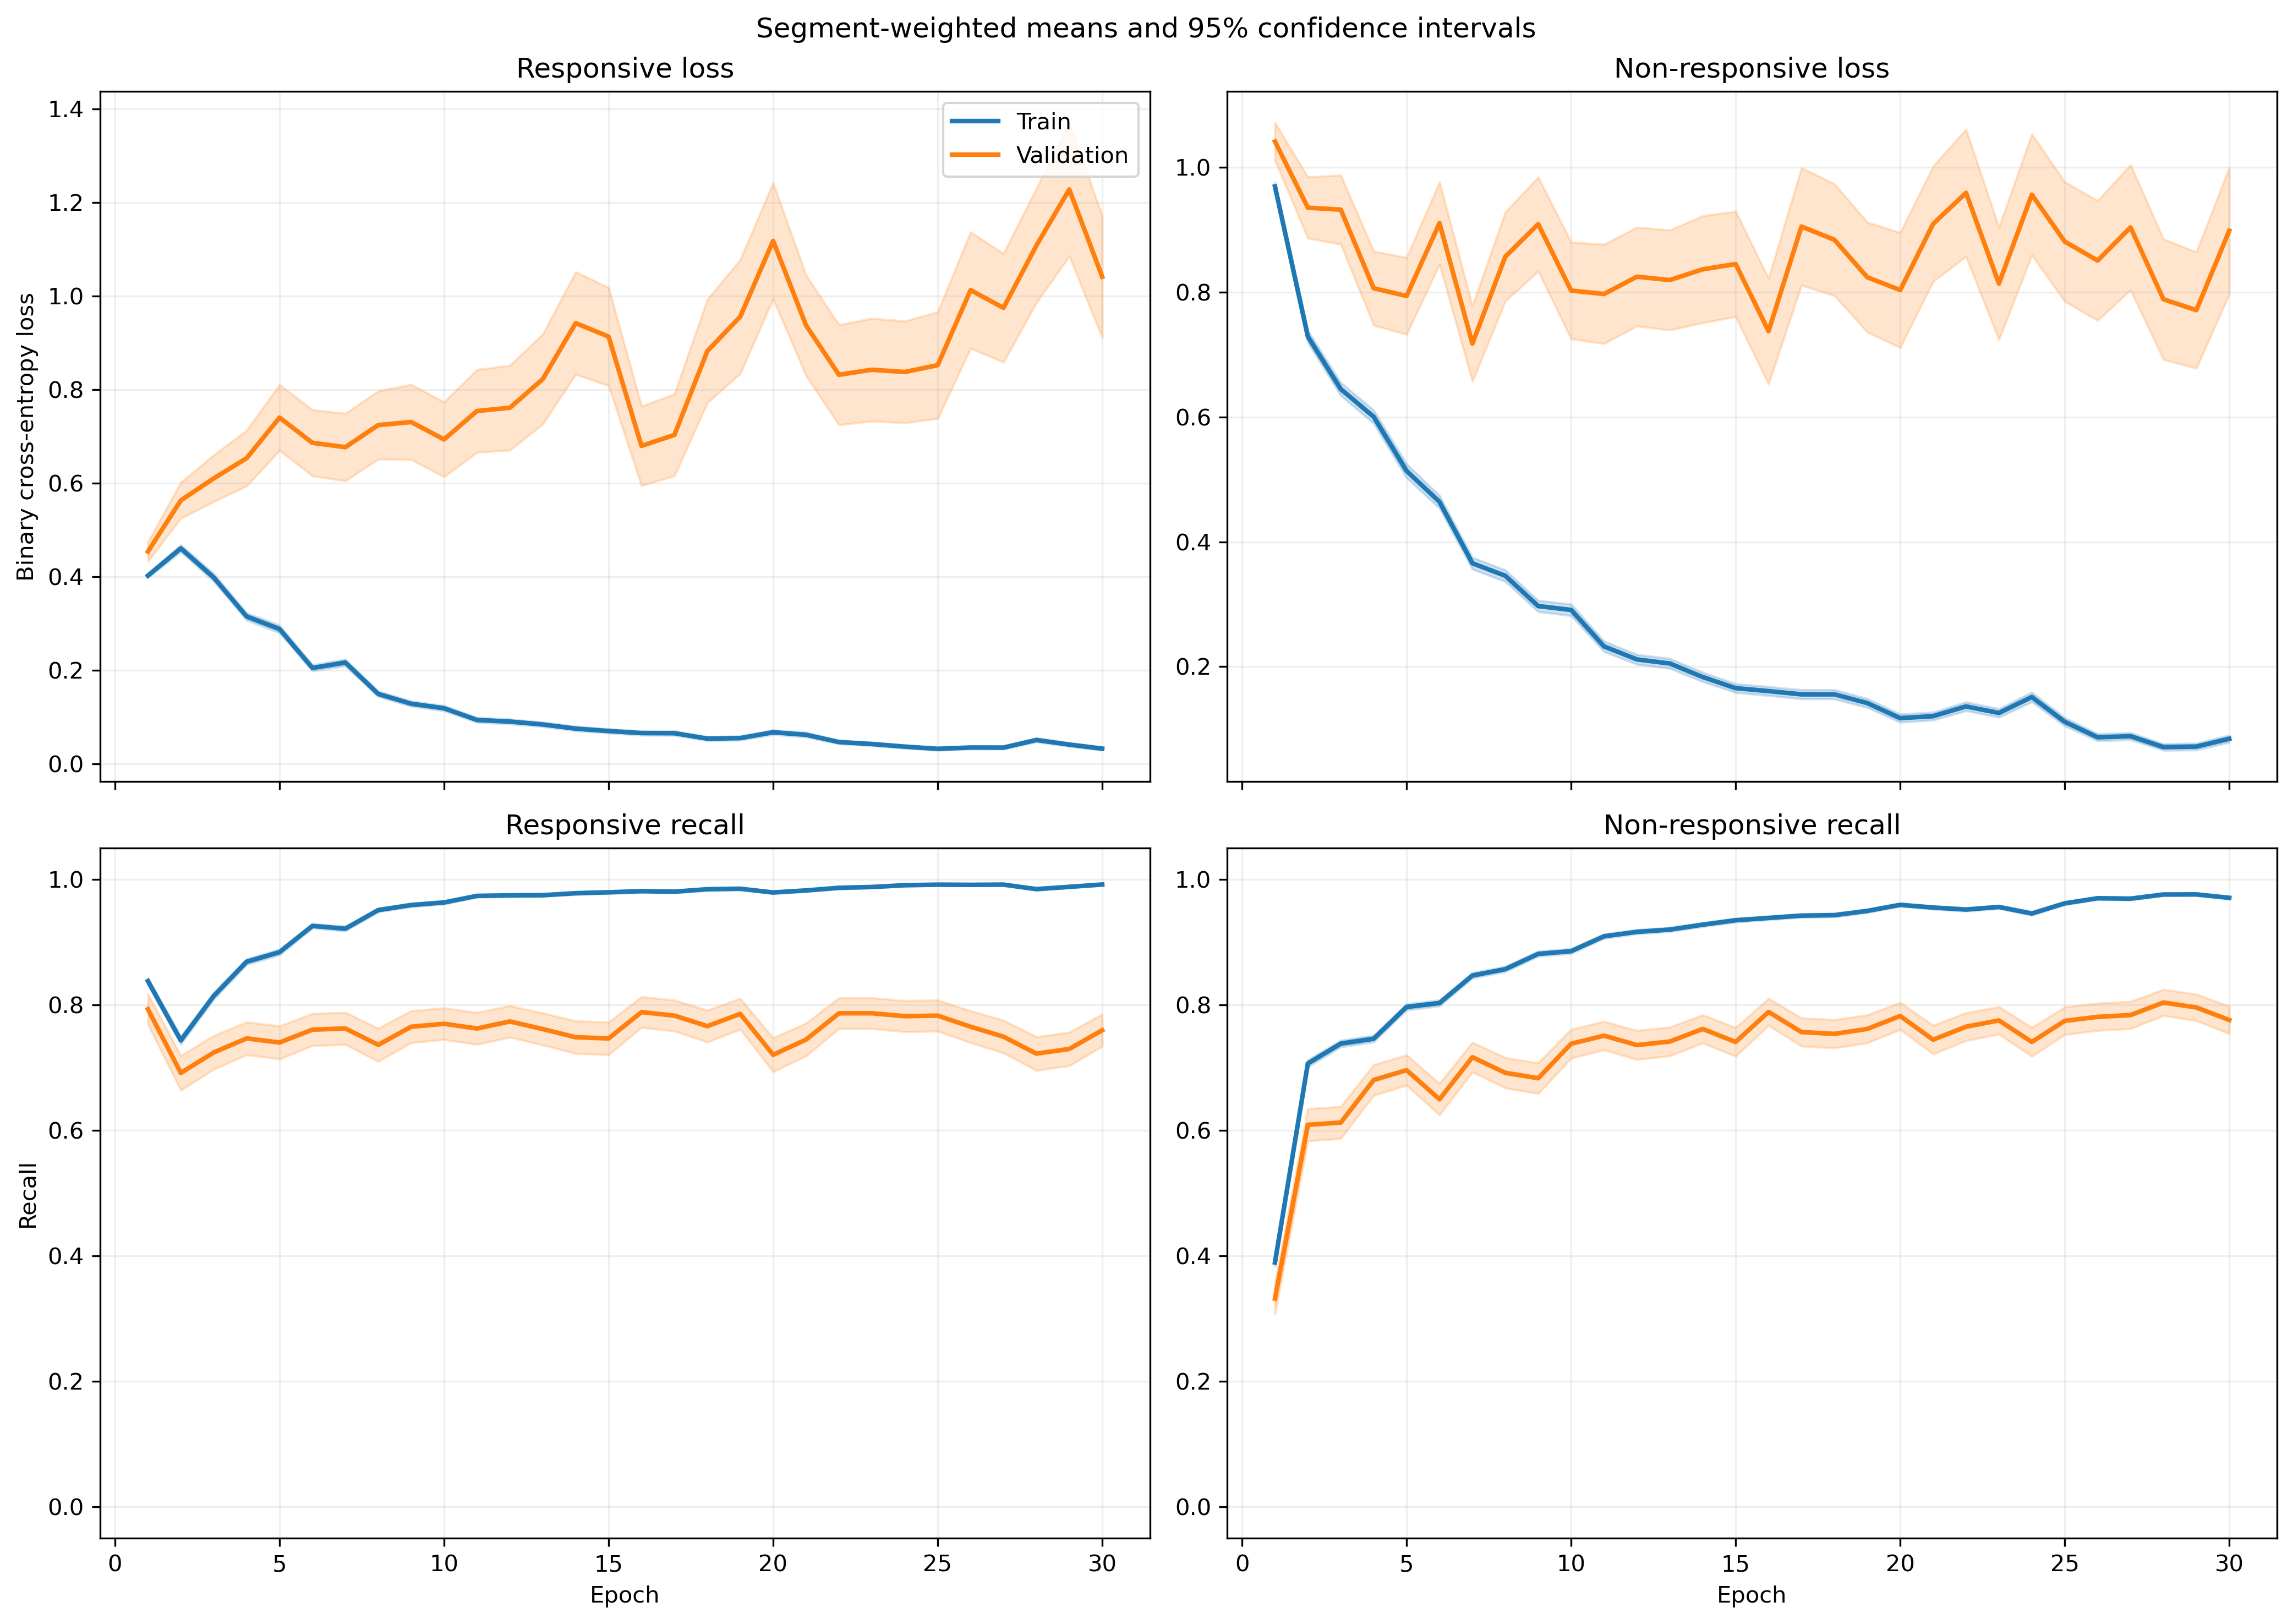 Segment-weighted means and 95% confidence intervals
Responsive loss
Non-responsive loss
Train
Validation
Binary cross-entropy loss
1.4
1.2
1.0
0.8
0.6
0.4
0.2
0.0
1.0
0.8
0.6
0.4
0.2
Responsive recall
Non-responsive recall
Recall
1.0
0.8
0.6
0.4
0.2
0.0
1.0
0.8
0.6
0.4
0.2
0.0
0 5 10 15 20 25 30
0 5 10 15 20 25 30
Epoch
Epoch